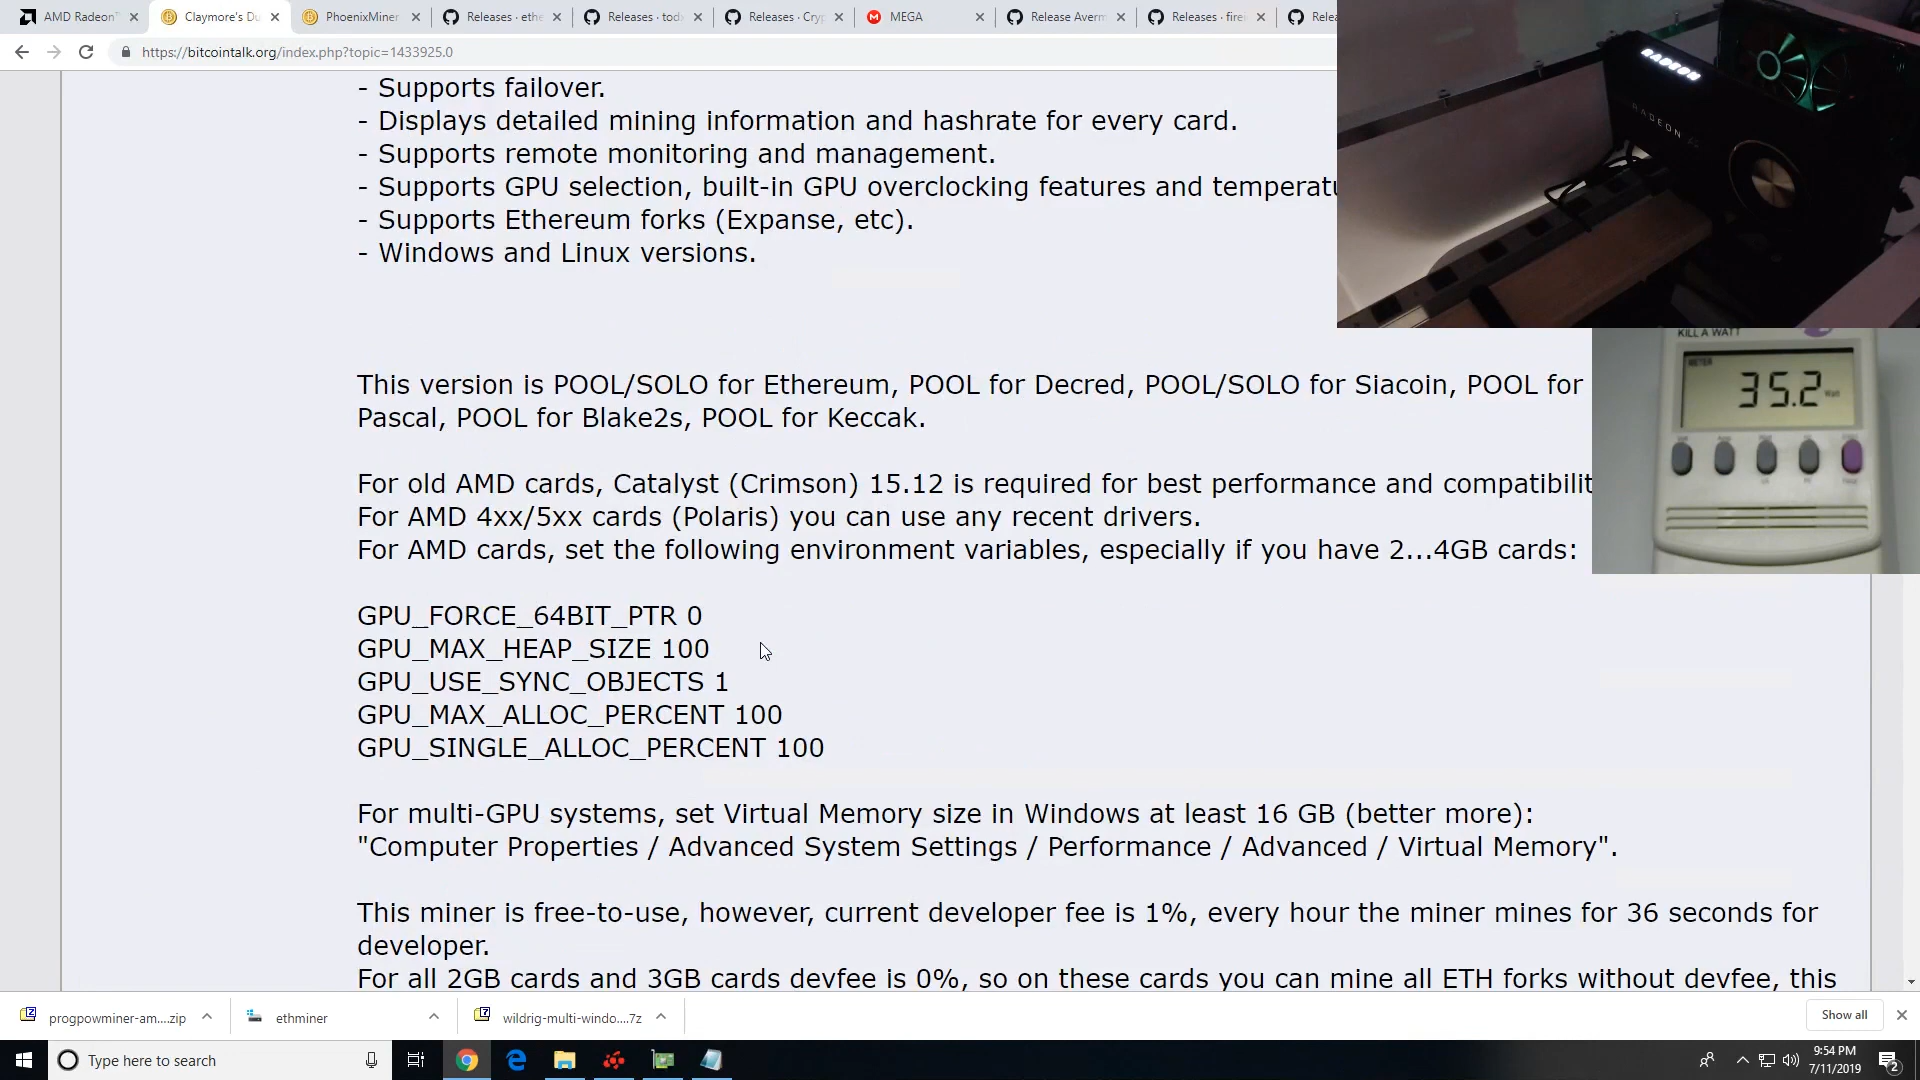 AMD Radeon™
Claymore's Du
PhoenixMiner
Releases · ethe
Releases · todx
Releases · Cryp
MEGA
Release Averm
Releases · firei
Relea
https://bitcointalk.org/index.php?topic=1433925.0
- Supports failover.
- Displays detailed mining information and hashrate for every card.
- Supports remote monitoring and management.
- Supports GPU selection, built-in GPU overclocking features and temperatu
- Supports Ethereum forks (Expanse, etc).
- Windows and Linux versions.
RADEON
RADEON
KILL A WATT
METER
35.2
Watt
This version is POOL/SOLO for Ethereum, POOL for Decred, POOL/SOLO for Siacoin, POOL for
Pascal, POOL for Blake2s, POOL for Keccak.
For old AMD cards, Catalyst (Crimson) 15.12 is required for best performance and compatibilit
For AMD 4xx/5xx cards (Polaris) you can use any recent drivers.
For AMD cards, set the following environment variables, especially if you have 2...4GB cards:
GPU_FORCE_64BIT_PTR 0
GPU_MAX_HEAP_SIZE 100
GPU_USE_SYNC_OBJECTS 1
GPU_MAX_ALLOC_PERCENT 100
GPU_SINGLE_ALLOC_PERCENT 100
For multi-GPU systems, set Virtual Memory size in Windows at least 16 GB (better more):
"Computer Properties / Advanced System Settings / Performance / Advanced / Virtual Memory".
This miner is free-to-use, however, current developer fee is 1%, every hour the miner mines for 36 seconds for
developer.
For all 2GB cards and 3GB cards devfee is 0%, so on these cards you can mine all ETH forks without devfee, this
progpowminer-am....zip
ethminer
wildrig-multi-windo....7z
Show all
Type here to search
9:54 PM
7/11/2019
2